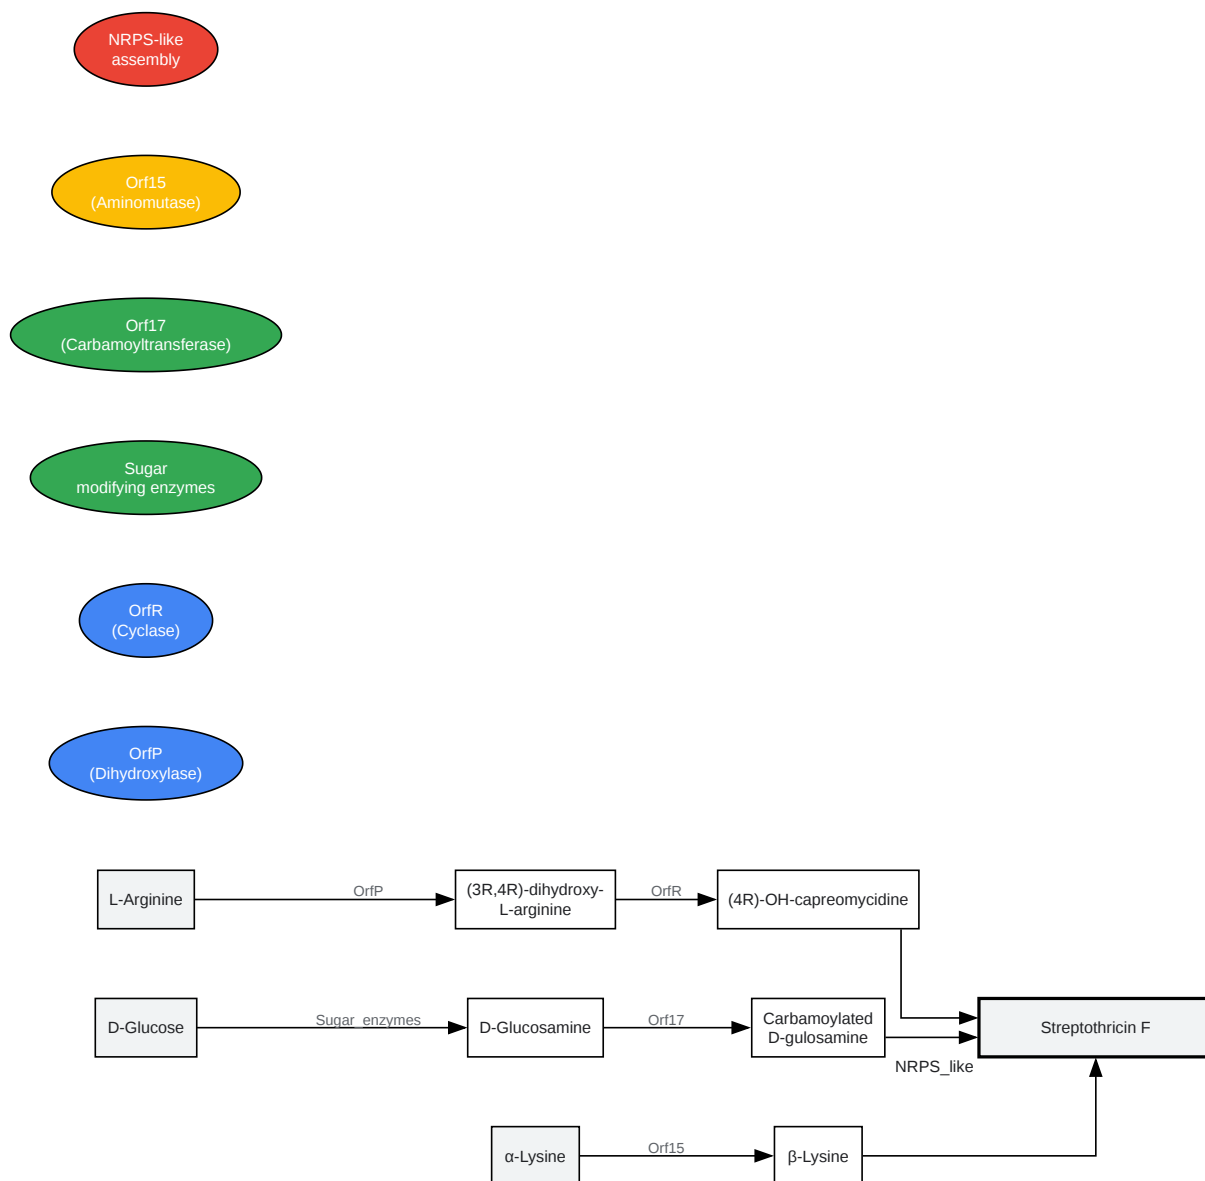 NRPS-like
assembly
Orf15
(Aminomutase)
Orf17
(Carbamoyltransferase)
Sugar
modifying enzymes
OrfR
(Cyclase)
OrfP
(Dihydroxylase)
L-Arginine
OrfP
(3R,4R)-dihydroxy-
L-arginine
OrfR
(4R)-OH-capreomycidine
D-Glucose
Sugar_enzymes
D-Glucosamine
Orf17
Carbamoylated
D-gulosamine
NRPS_like
Streptothricin F
α-Lysine
Orf15
β-Lysine